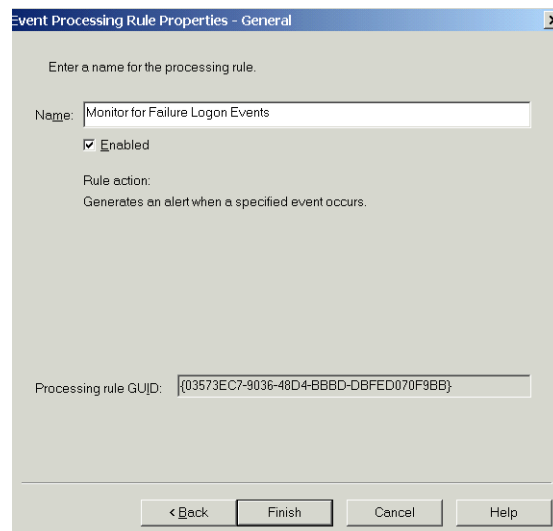 Event Processing Rule Properties - General
Enter a name for the processing rule.
Name: Monitor for Failure Logon Events
Enabled
Rule action:
Generates an alert when a specified event occurs.
Processing rule GUID: {03573EC7-9036-48D4-BBBD-DBFED070F9BB}
< Back Finish Cancel Help